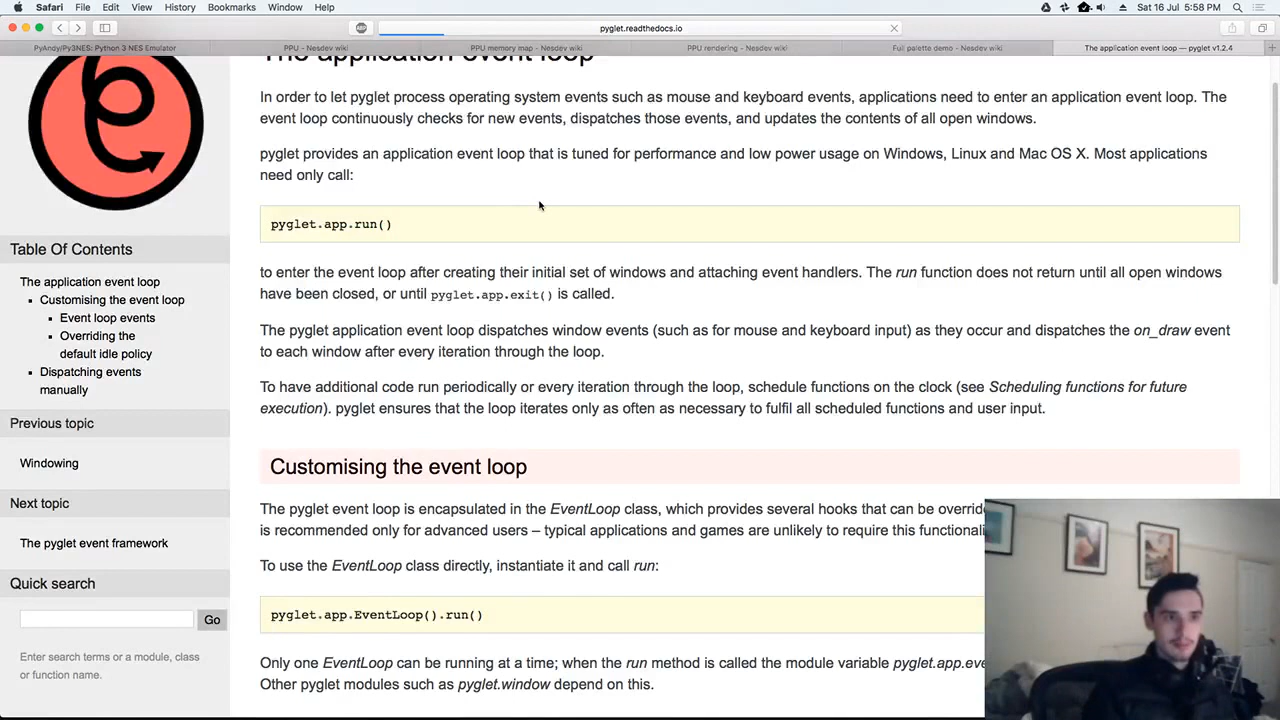 Safari File Edit View History Bookmarks Window Help Sat 16 Jul 5:58 PM
pyglet.readthedocs.io
PyAndy/Py3NES: Python 3 NES Emulator PPU - Nesdev wiki PPU memory map - Nesdev wiki PPU rendering - Nesdev wiki Full palette demo - Nesdev wiki The application event loop — pyglet v1.2.4
The application event loop
In order to let pyglet process operating system events such as mouse and keyboard events, applications need to enter an application event loop. The
event loop continuously checks for new events, dispatches those events, and updates the contents of all open windows.
pyglet provides an application event loop that is tuned for performance and low power usage on Windows, Linux and Mac OS X. Most applications
need only call:
pyglet.app.run()
to enter the event loop after creating their initial set of windows and attaching event handlers. The run function does not return until all open windows
have been closed, or until pyglet.app.exit() is called.
The pyglet application event loop dispatches window events (such as for mouse and keyboard input) as they occur and dispatches the on_draw event
to each window after every iteration through the loop.
To have additional code run periodically or every iteration through the loop, schedule functions on the clock (see Scheduling functions for future
execution). pyglet ensures that the loop iterates only as often as necessary to fulfil all scheduled functions and user input.
Customising the event loop
The pyglet event loop is encapsulated in the EventLoop class, which provides several hooks that can be overrid
is recommended only for advanced users – typical applications and games are unlikely to require this functionali
To use the EventLoop class directly, instantiate it and call run:
pyglet.app.EventLoop().run()
Only one EventLoop can be running at a time; when the run method is called the module variable pyglet.app.eve
Other pyglet modules such as pyglet.window depend on this.
Table Of Contents
The application event loop
Customising the event loop
Event loop events
Overriding the
default idle policy
Dispatching events
manually
Previous topic
Windowing
Next topic
The pyglet event framework
Quick search
Go
Enter search terms or a module, class
or function name.